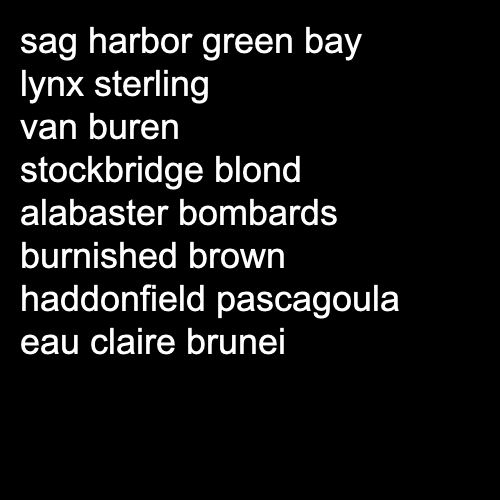 sag harbor green bay
lynx sterling
van buren
stockbridge blond
alabaster bombards
burnished brown
haddonfield pascagoula
eau claire brunei